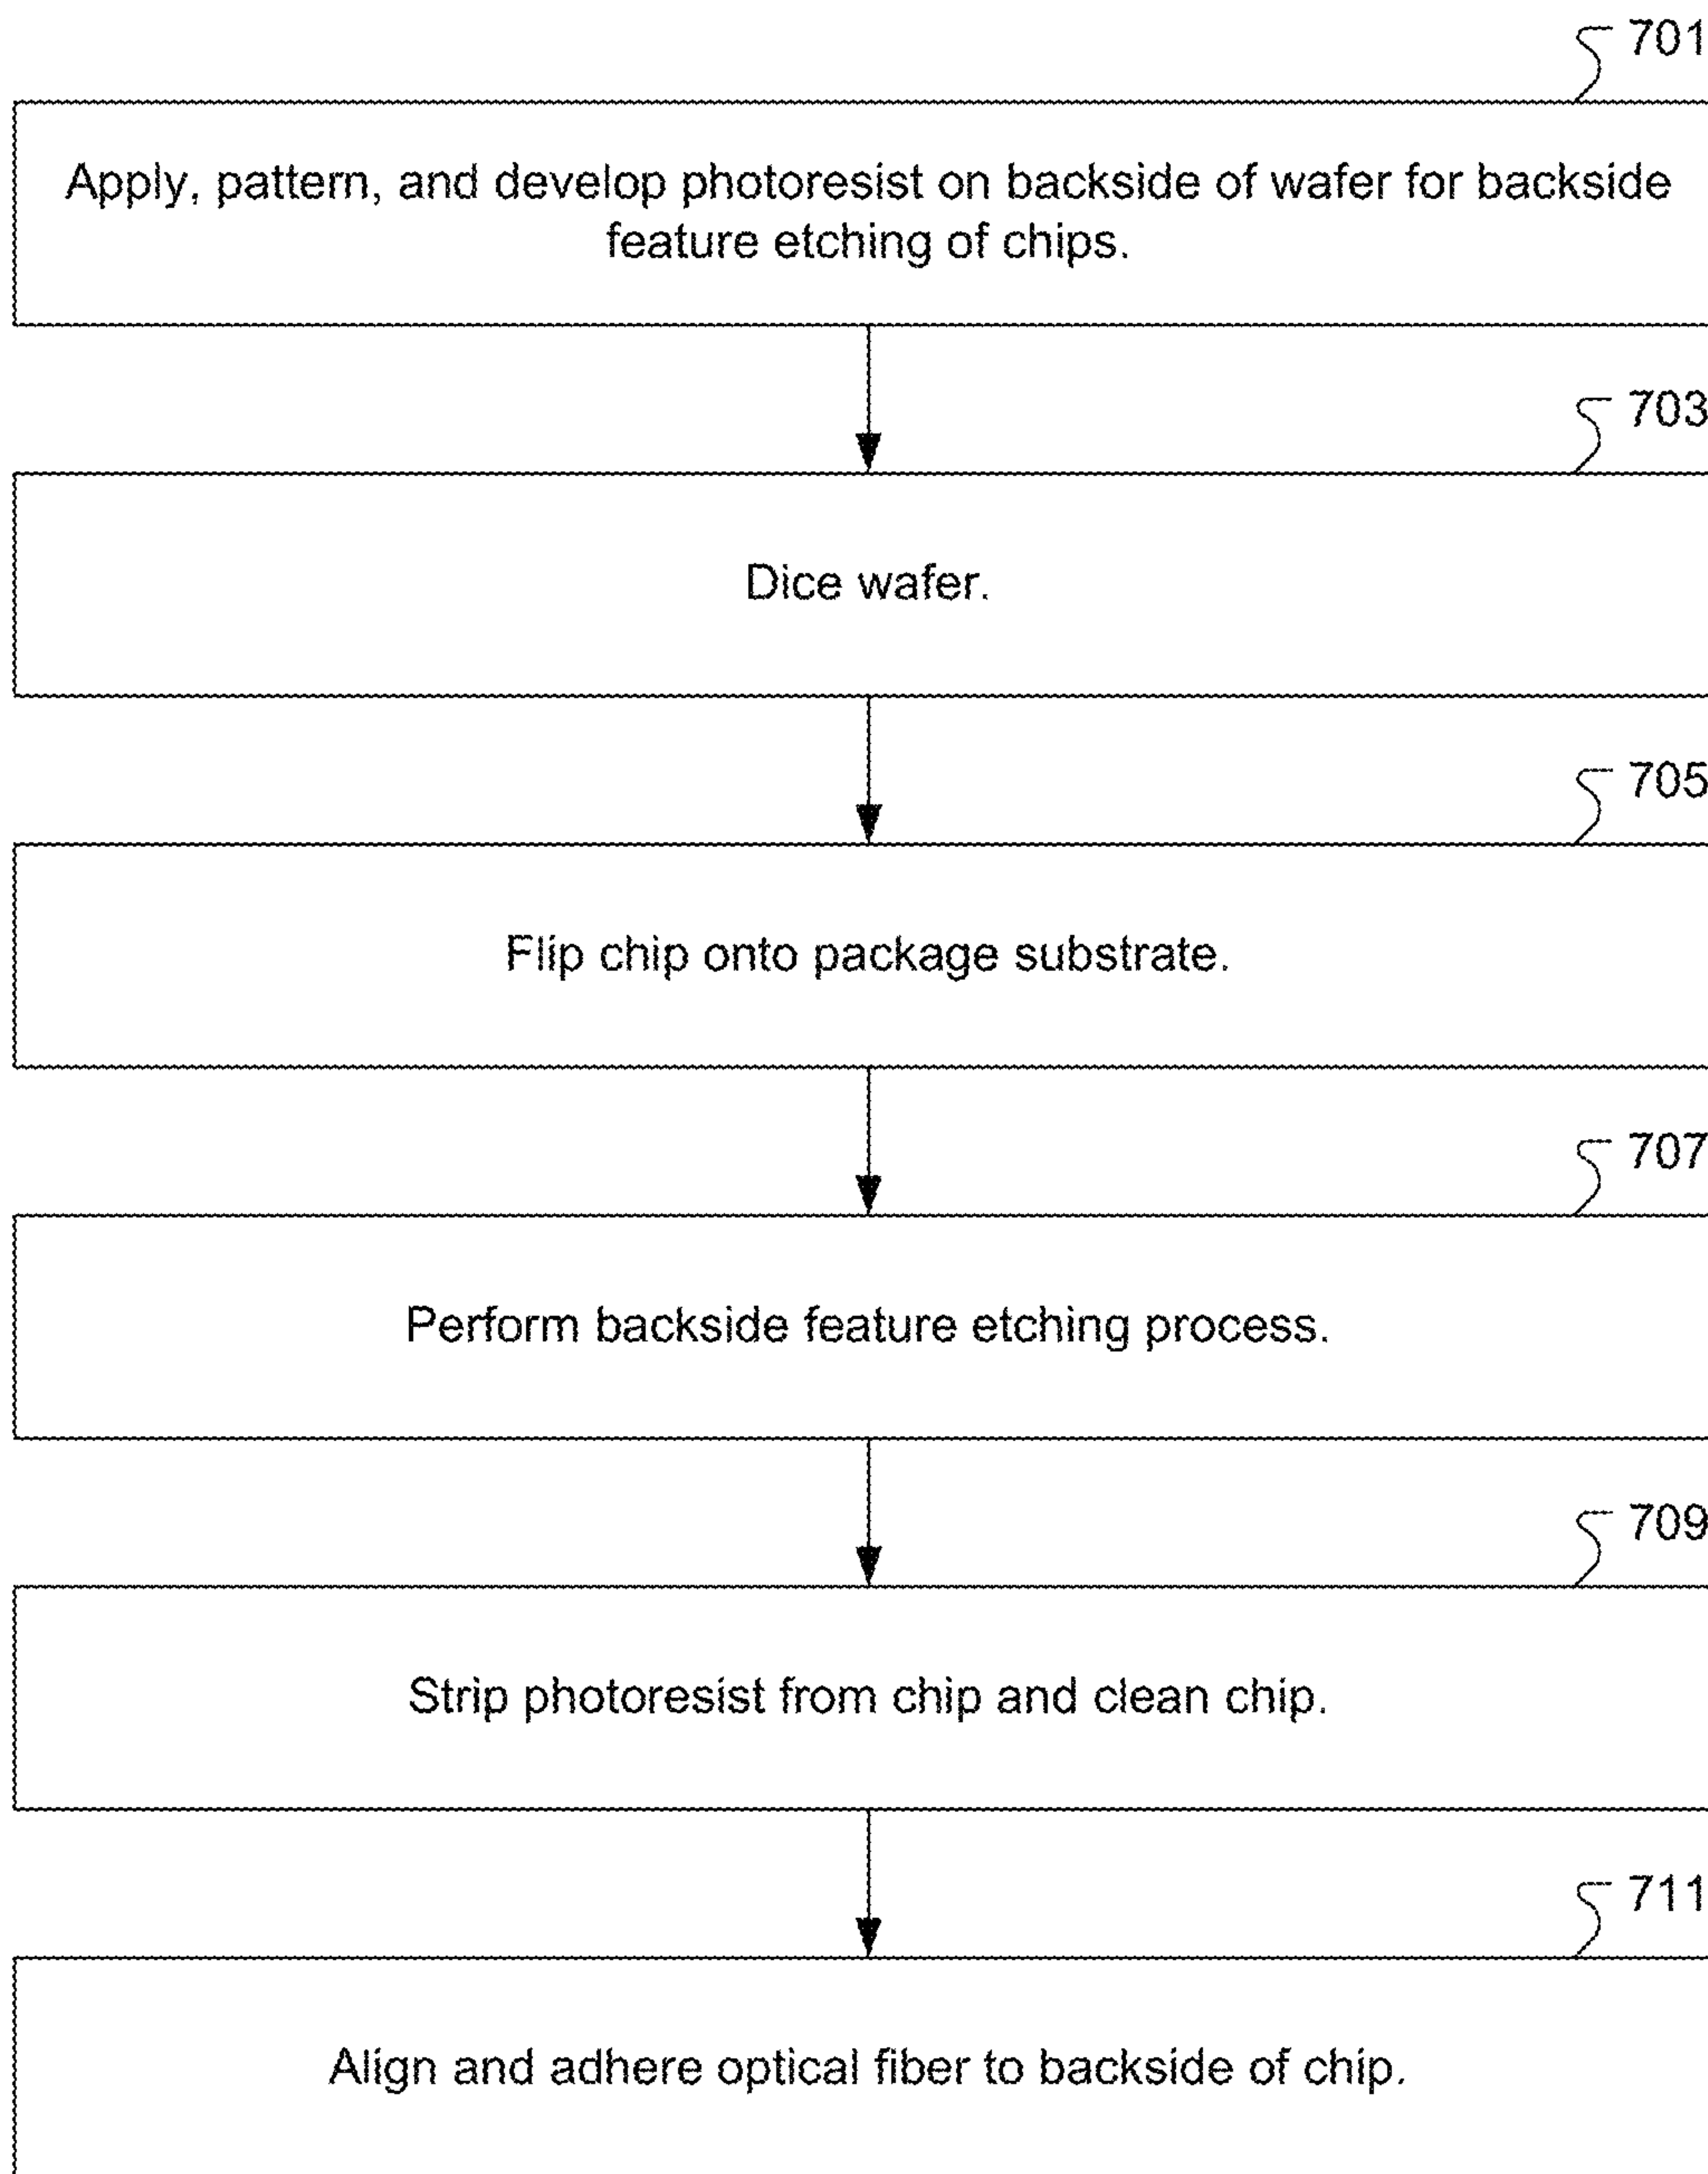 701
Apply, pattern, and develop photoresist on backside of wafer for backside
feature etching of chips.
703
Dice wafer.
705
Flip chip onto package substrate.
707
Perform backside feature etching process.
709
Strip photoresist from chip and clean chip.
711
Align and adhere optical fiber to backside of chip.